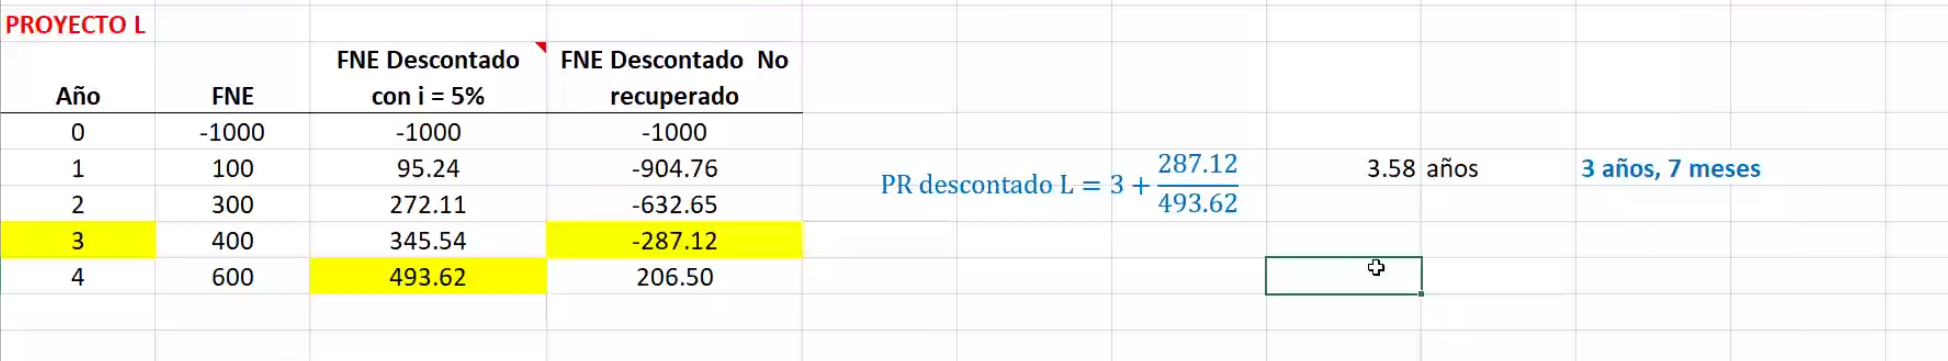 PROYECTO L
FNE Descontado FNE Descontado  No
Año FNE con i = 5% recuperado
0 -1000 -1000 -1000
1 100 95.24 -904.76
2 300 272.11 -632.65
3 400 345.54 -287.12
4 600 493.62 206.50
PR descontado L = 3 + 287.12/493.62
3.58 años 3 años, 7 meses